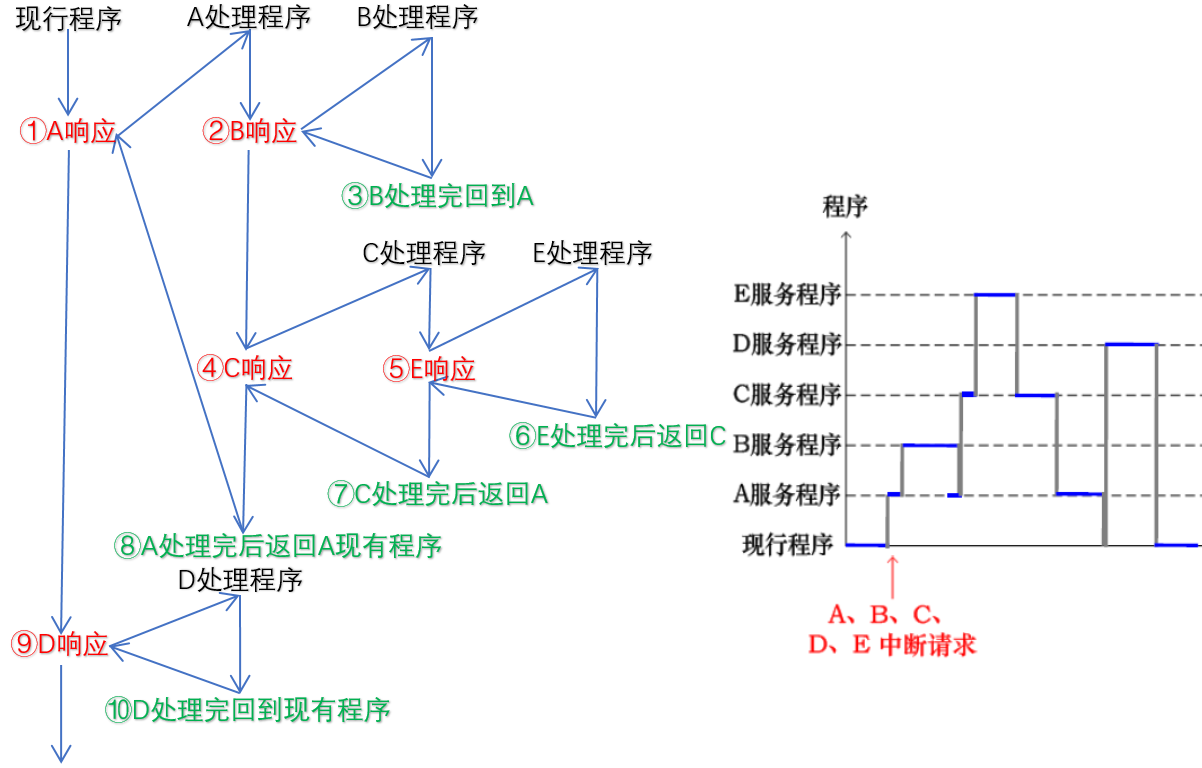 现行程序
A处理程序
B处理程序
①A响应
②B响应
③B处理完回到A
C处理程序
E处理程序
④C响应
⑤E响应
⑥E处理完后返回C
⑦C处理完后返回A
⑧A处理完后返回A现有程序
D处理程序
⑨D响应
⑩D处理完回到现有程序
程序
E服务程序
D服务程序
C服务程序
B服务程序
A服务程序
现行程序
A、B、C、
D、E 中断请求